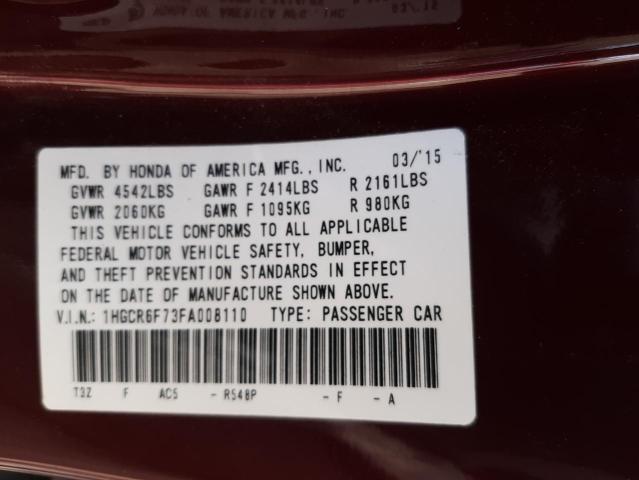 MFD. BY HONDA OF AMERICA MFG., INC. 03/'15
GVWR 4542LBS GAWR F 2414LBS R 2161LBS
GVWR 2060KG GAWR F 1095KG R 980KG
THIS VEHICLE CONFORMS TO ALL APPLICABLE
FEDERAL MOTOR VEHICLE SAFETY, BUMPER,
AND THEFT PREVENTION STANDARDS IN EFFECT
ON THE DATE OF MANUFACTURE SHOWN ABOVE.
V.I.N.: 1HGCR6F73FA008110 TYPE: PASSENGER CAR
T3Z F AC5 - R548P - F - A